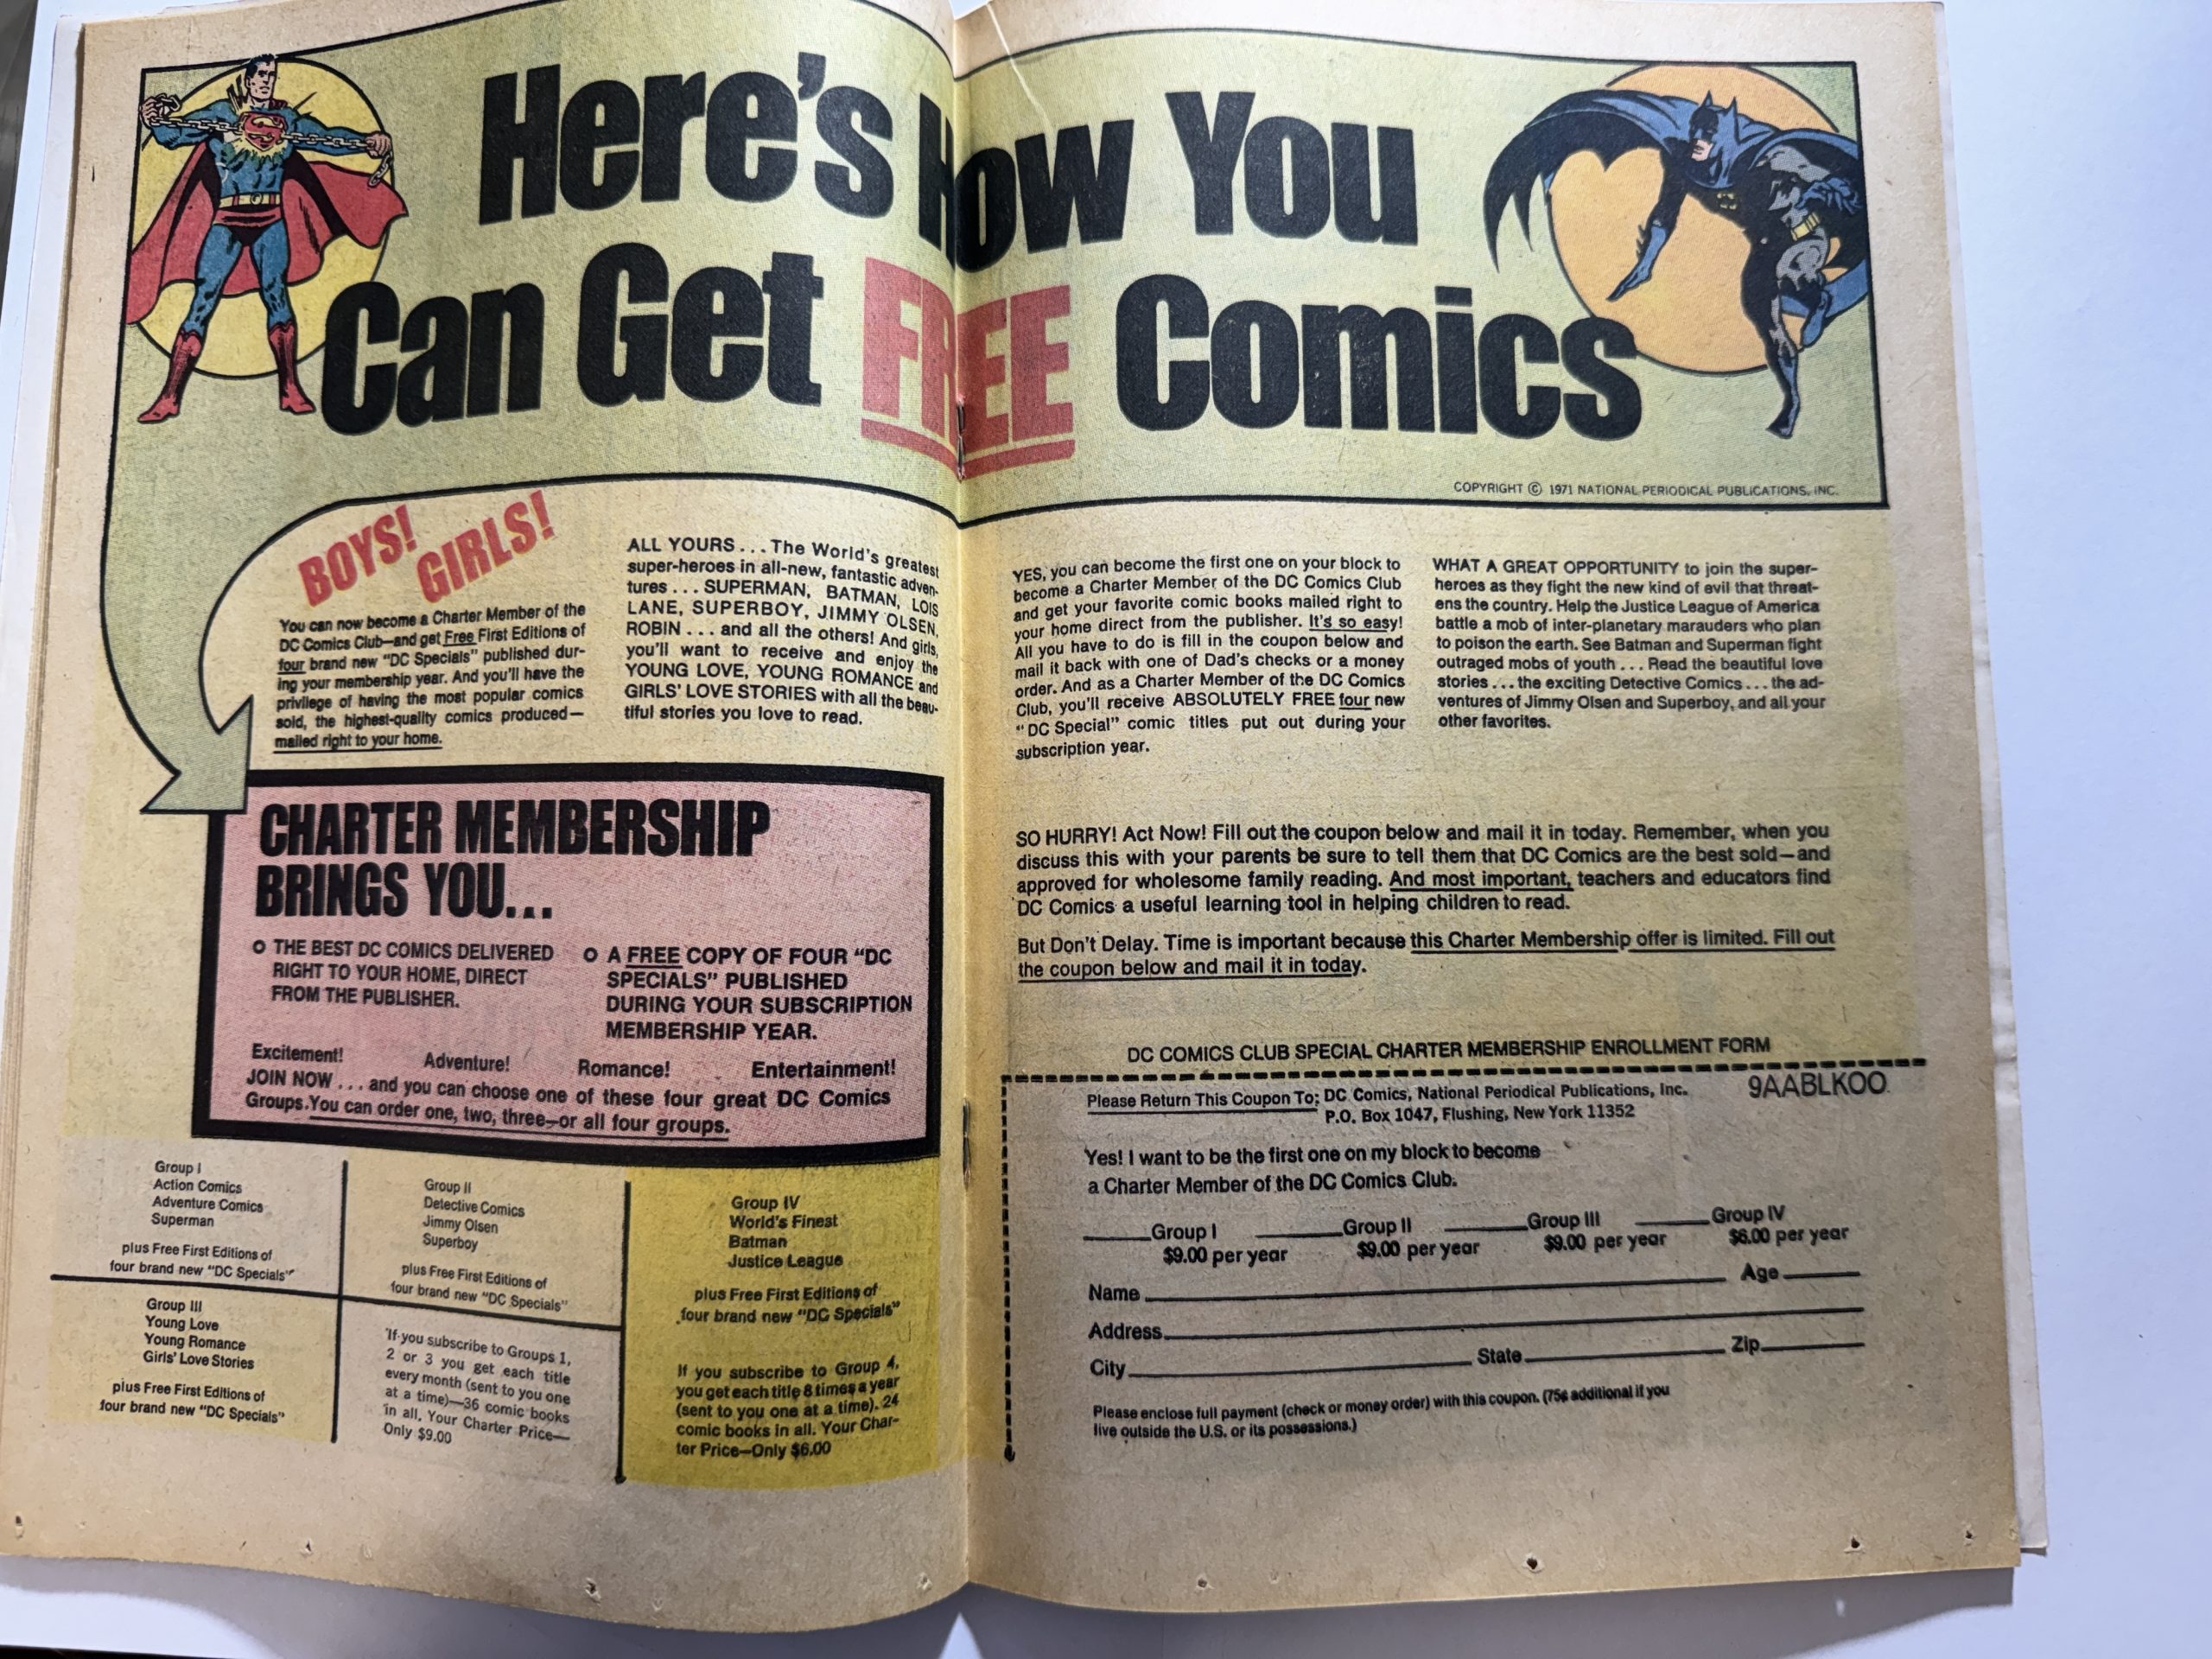 Here's How You
Can Get FREE Comics
COPYRIGHT © 1971 NATIONAL PERIODICAL PUBLICATIONS, INC.
BOYS!
GIRLS!
You can now become a Charter Member of the
DC Comics Club—and get Free First Editions of
four brand new "DC Specials" published dur-
ing your membership year. And you'll have the
privilege of having the most popular comics
sold, the highest-quality comics produced—
mailed right to your home.
ALL YOURS . . . The World's greatest
super-heroes in all-new, fantastic adven-
tures . . . SUPERMAN, BATMAN, LOIS
LANE, SUPERBOY, JIMMY OLSEN,
ROBIN . . . and all the others! And girls,
you'll want to receive and enjoy the
YOUNG LOVE, YOUNG ROMANCE and
GIRLS' LOVE STORIES with all the beau-
tiful stories you love to read.
YES, you can become the first one on your block to
become a Charter Member of the DC Comics Club
and get your favorite comic books mailed right to
your home direct from the publisher. It's so easy!
All you have to do is fill in the coupon below and
mail it back with one of Dad's checks or a money
order. And as a Charter Member of the DC Comics
Club, you'll receive ABSOLUTELY FREE four new
"DC Special" comic titles put out during your
subscription year.
WHAT A GREAT OPPORTUNITY to join the super-
heroes as they fight the new kind of evil that threat-
ens the country. Help the Justice League of America
battle a mob of inter-planetary marauders who plan
to poison the earth. See Batman and Superman fight
outraged mobs of youth . . . Read the beautiful love
stories . . . the exciting Detective Comics . . . the ad-
ventures of Jimmy Olsen and Superboy, and all your
other favorites.
CHARTER MEMBERSHIP
BRINGS YOU...
o THE BEST DC COMICS DELIVERED
RIGHT TO YOUR HOME, DIRECT
FROM THE PUBLISHER.
o A FREE COPY OF FOUR "DC
SPECIALS" PUBLISHED
DURING YOUR SUBSCRIPTION
MEMBERSHIP YEAR.
Excitement! Adventure! Romance! Entertainment!
JOIN NOW . . . and you can choose one of these four great DC Comics
Groups. You can order one, two, three—or all four groups.
Group I
Action Comics
Adventure Comics
Superman
plus Free First Editions of
four brand new "DC Specials"
Group II
Detective Comics
Jimmy Olsen
Superboy
plus Free First Editions of
four brand new "DC Specials"
Group III
Young Love
Young Romance
Girls' Love Stories
plus Free First Editions of
four brand new "DC Specials"
If you subscribe to Groups 1,
2 or 3 you get each title
every month (sent to you one
at a time)—36 comic books
in all. Your Charter Price—
Only $9.00
Group IV
World's Finest
Batman
Justice League
plus Free First Editions of
four brand new "DC Specials"
If you subscribe to Group 4,
you get each title 8 times a year
(sent to you one at a time). 24
comic books in all. Your Char-
ter Price—Only $6.00
SO HURRY! Act Now! Fill out the coupon below and mail it in today. Remember, when you
discuss this with your parents be sure to tell them that DC Comics are the best sold—and
approved for wholesome family reading. And most important, teachers and educators find
DC Comics a useful learning tool in helping children to read.
But Don't Delay. Time is important because this Charter Membership offer is limited. Fill out
the coupon below and mail it in today.
DC COMICS CLUB SPECIAL CHARTER MEMBERSHIP ENROLLMENT FORM
Please Return This Coupon To: DC Comics, National Periodical Publications, Inc. 9AABLKOO
P.O. Box 1047, Flushing, New York 11352
Yes! I want to be the first one on my block to become
a Charter Member of the DC Comics Club.
______Group I ______Group II ______Group III ______Group IV
$9.00 per year $9.00 per year $9.00 per year $6.00 per year
Name______ Age______
Address______
City______ State______ Zip______
Please enclose full payment (check or money order) with this coupon. (75¢ additional if you
live outside the U.S. or its possessions.)